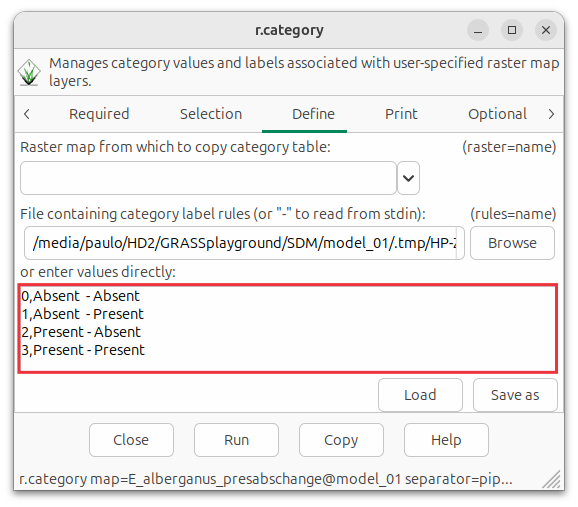 r.category
Manages category values and labels associated with user-specified raster map
layers.
Required Selection Define Print Optional
Raster map from which to copy category table: (raster=name)
File containing category label rules (or "-" to read from stdin): (rules=name)
/media/paulo/HD2/GRASSplayground/SDM/model_01/.tmp/HP-Z Browse
or enter values directly:
0,Absent  - Absent
1,Absent  - Present
2,Present - Absent
3,Present - Present
Load Save as
Close Run Copy Help
r.category map=E_alberganus_presabschange@model_01 separator=pip...